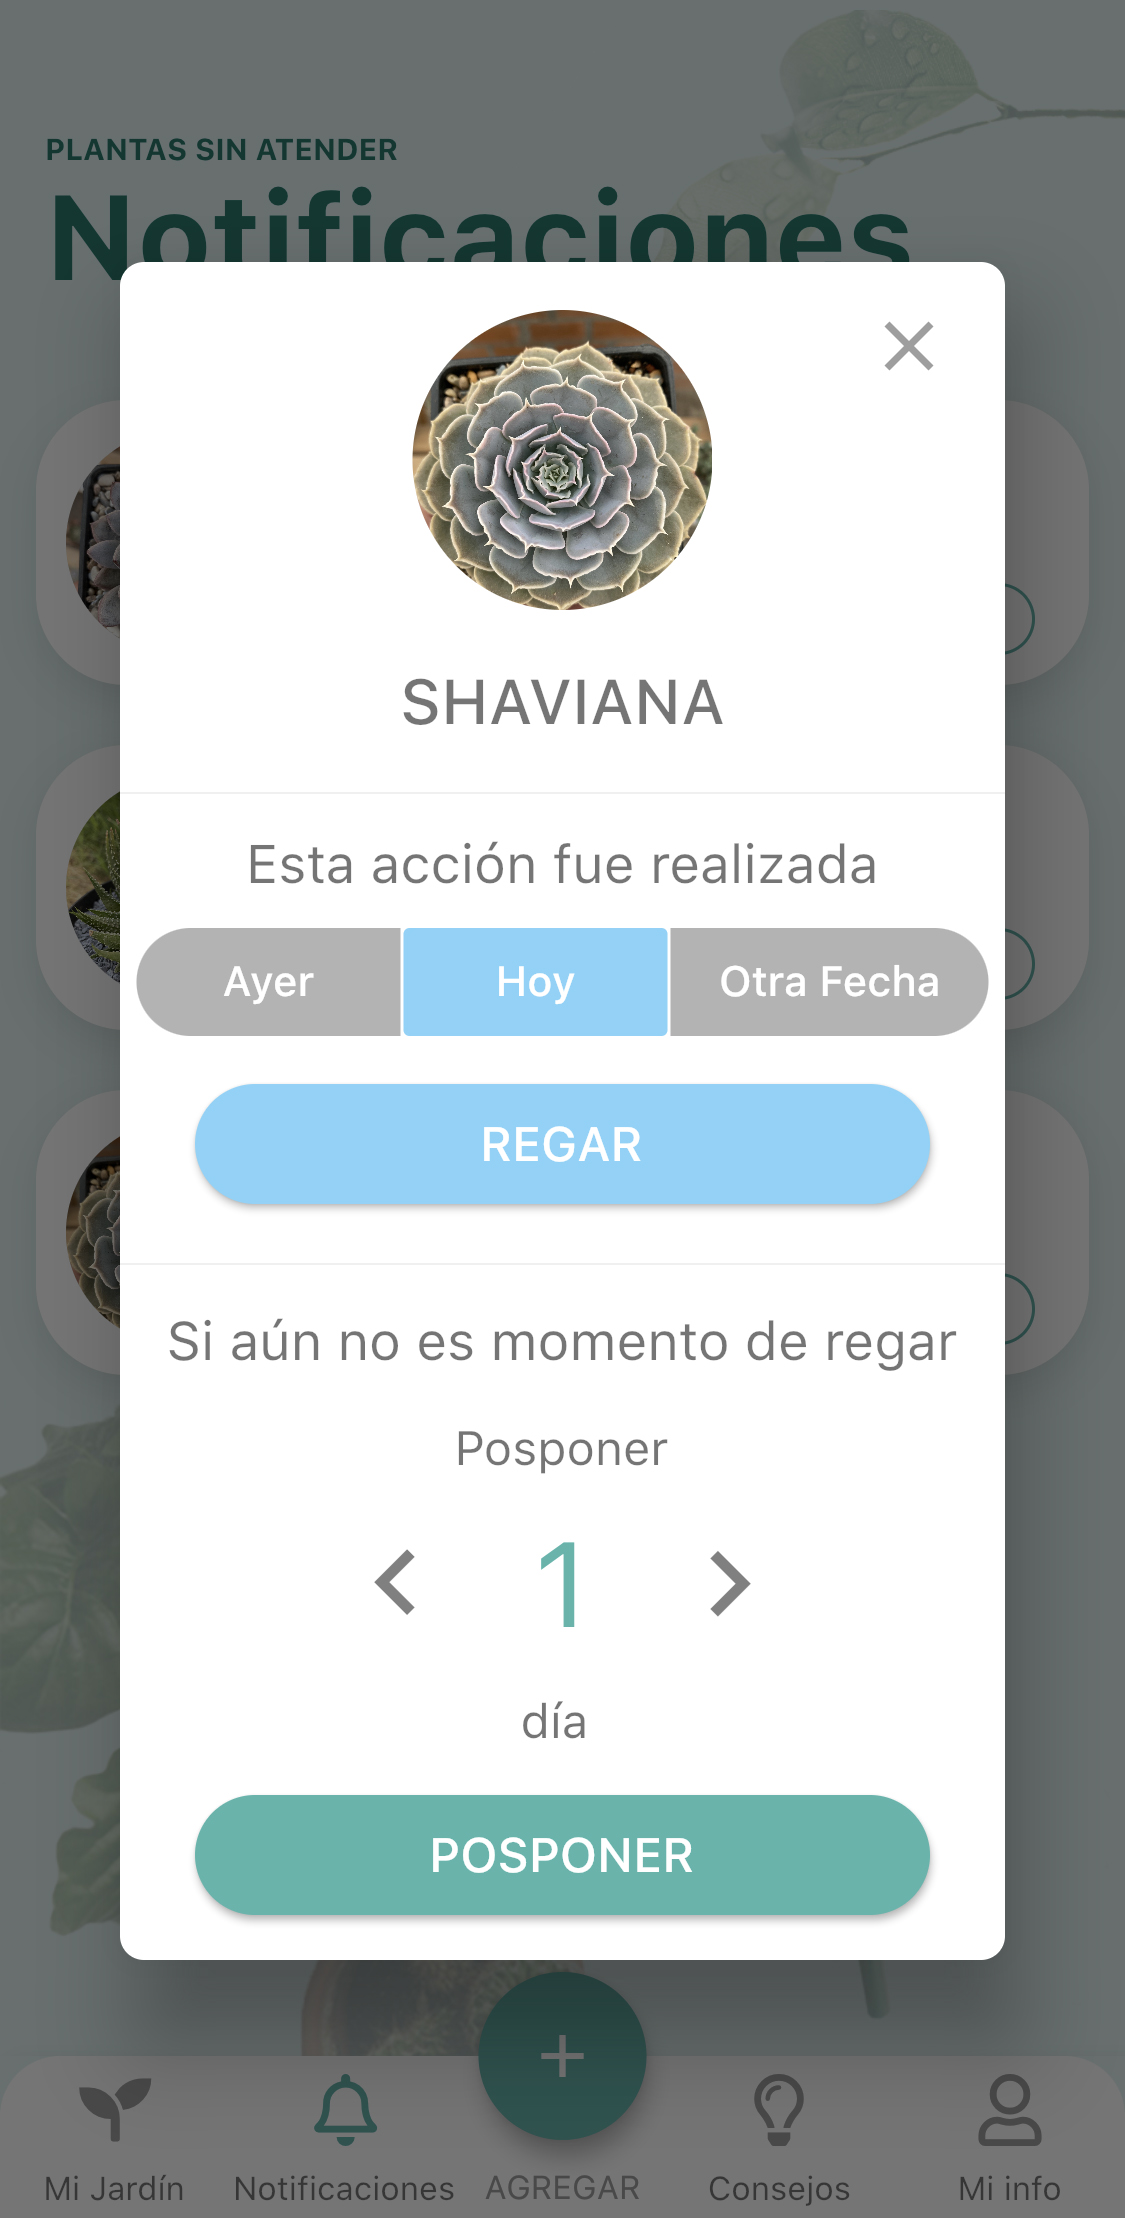 PLANTAS SIN ATENDER
Notificaciones
SHAVIANA
Esta acción fue realizada
Ayer Hoy Otra Fecha
REGAR
Si aún no es momento de regar
Posponer
1
día
POSPONER
Mi Jardín Notificaciones AGREGAR Consejos Mi info